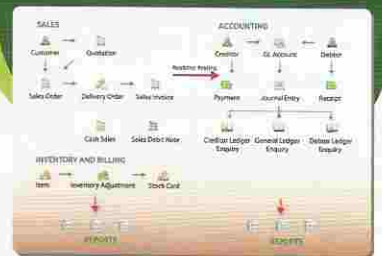 SALES
ACCOUNTING
Customer
Quotation
Creditor
GL Account
Debtor
Realtime Posting
Sales Order
Delivery Order
Sales Invoice
Payment
Journal Entry
Receipt
Cash Sales
Sales Debit Note
Creditor Ledger Enquiry
General Ledger Enquiry
Debtor Ledger Enquiry
INVENTORY AND BILLING
Item
Inventory Adjustment
Stock Card
REPORTS
REPORTS